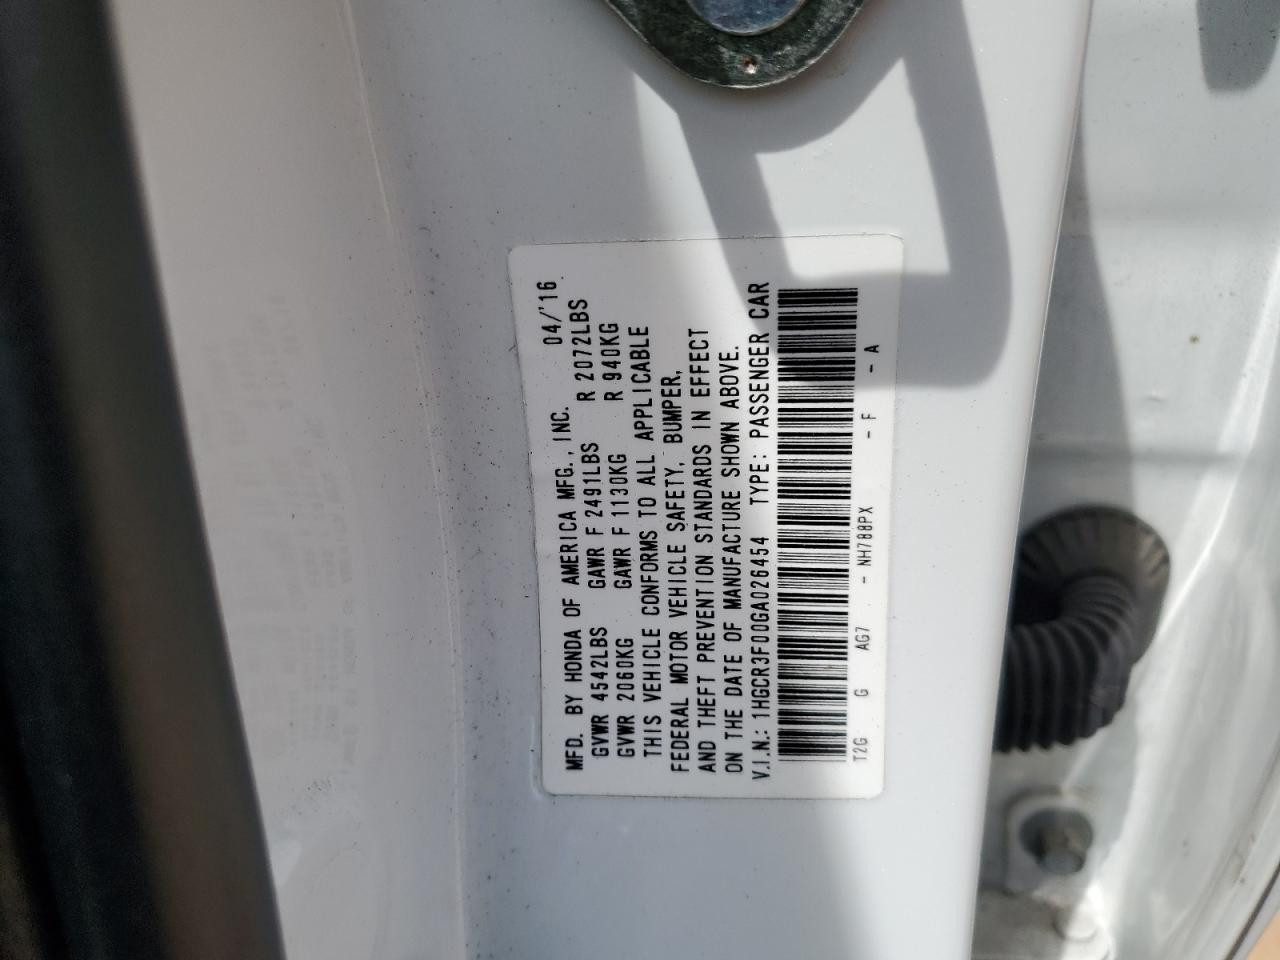 MFD. BY HONDA OF AMERICA MFG., INC. 04/'16
GVWR 4542LBS GAWR F 2491LBS R 2072LBS
GVWR 2060KG GAWR F 1130KG R 940KG
THIS VEHICLE CONFORMS TO ALL APPLICABLE
FEDERAL MOTOR VEHICLE SAFETY, BUMPER,
AND THEFT PREVENTION STANDARDS IN EFFECT
ON THE DATE OF MANUFACTURE SHOWN ABOVE.
V.I.N.: 1HGCR3F00GA026454 TYPE: PASSENGER CAR
T2G G AG7 - NH788PX - F - A